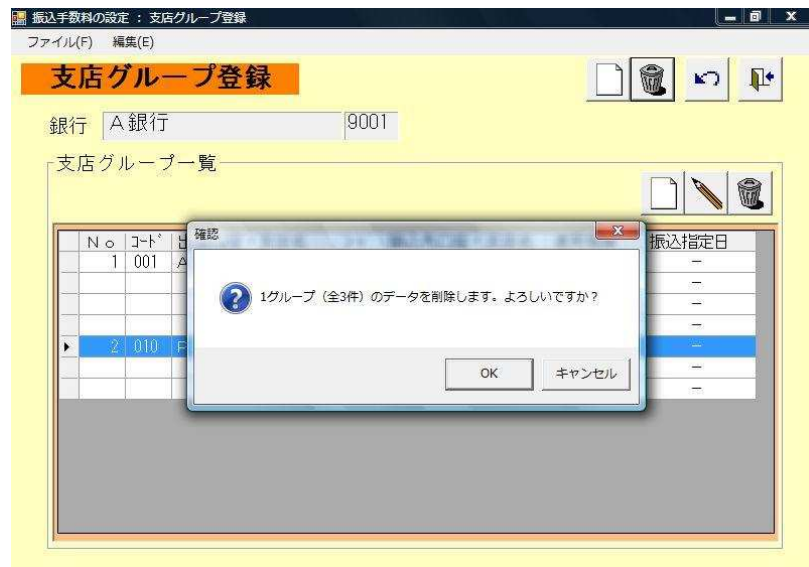 振込手数料の設定 ： 支店グループ登録
ファイル(F) 編集(E)
支店グループ登録
銀行 A銀行 9001
支店グループ一覧
No コード 出 振込指定日
1 001 A －
－
－
－
2 010 －
－
－
確認
1グループ（全3件）のデータを削除します。よろしいですか？
OK キャンセル